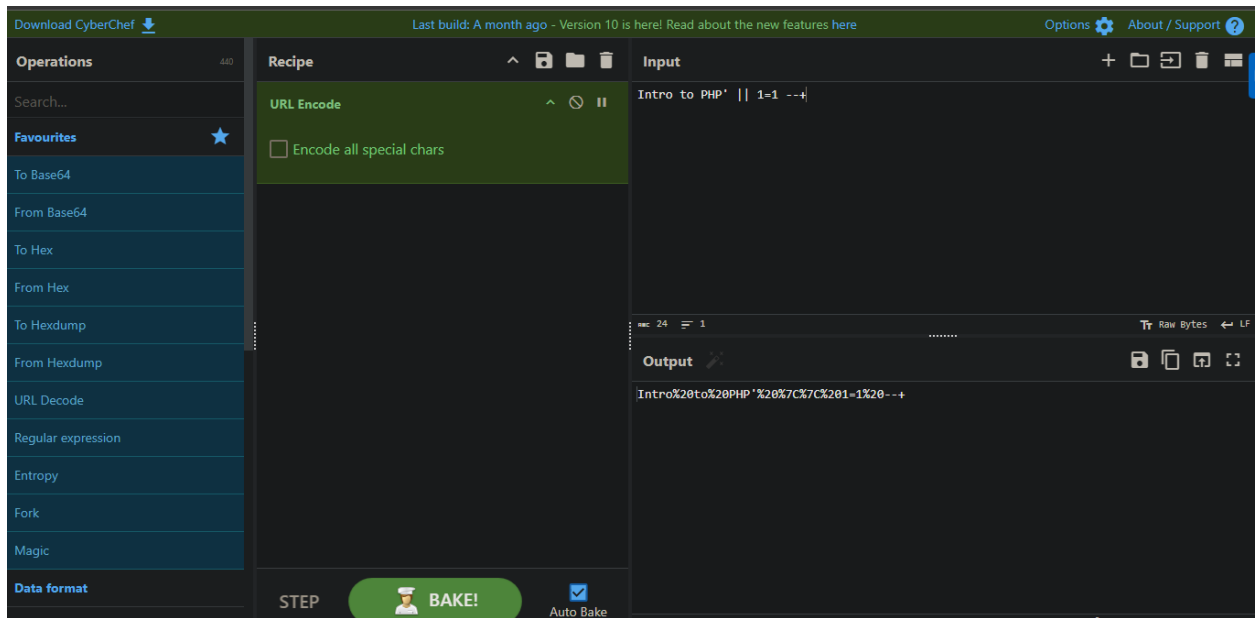 Download CyberChef
Last build: A month ago - Version 10 is here! Read about the new features here
Options
About / Support
Operations
440
Search...
Favourites
To Base64
From Base64
To Hex
From Hex
To Hexdump
From Hexdump
URL Decode
Regular expression
Entropy
Fork
Magic
Data format
Recipe
URL Encode
Encode all special chars
STEP
BAKE!
Auto Bake
Input
Intro to PHP' || 1=1 --+
24
1
Raw Bytes
LF
Output
Intro%20to%20PHP'%20%7C%7C%201=1%20--+